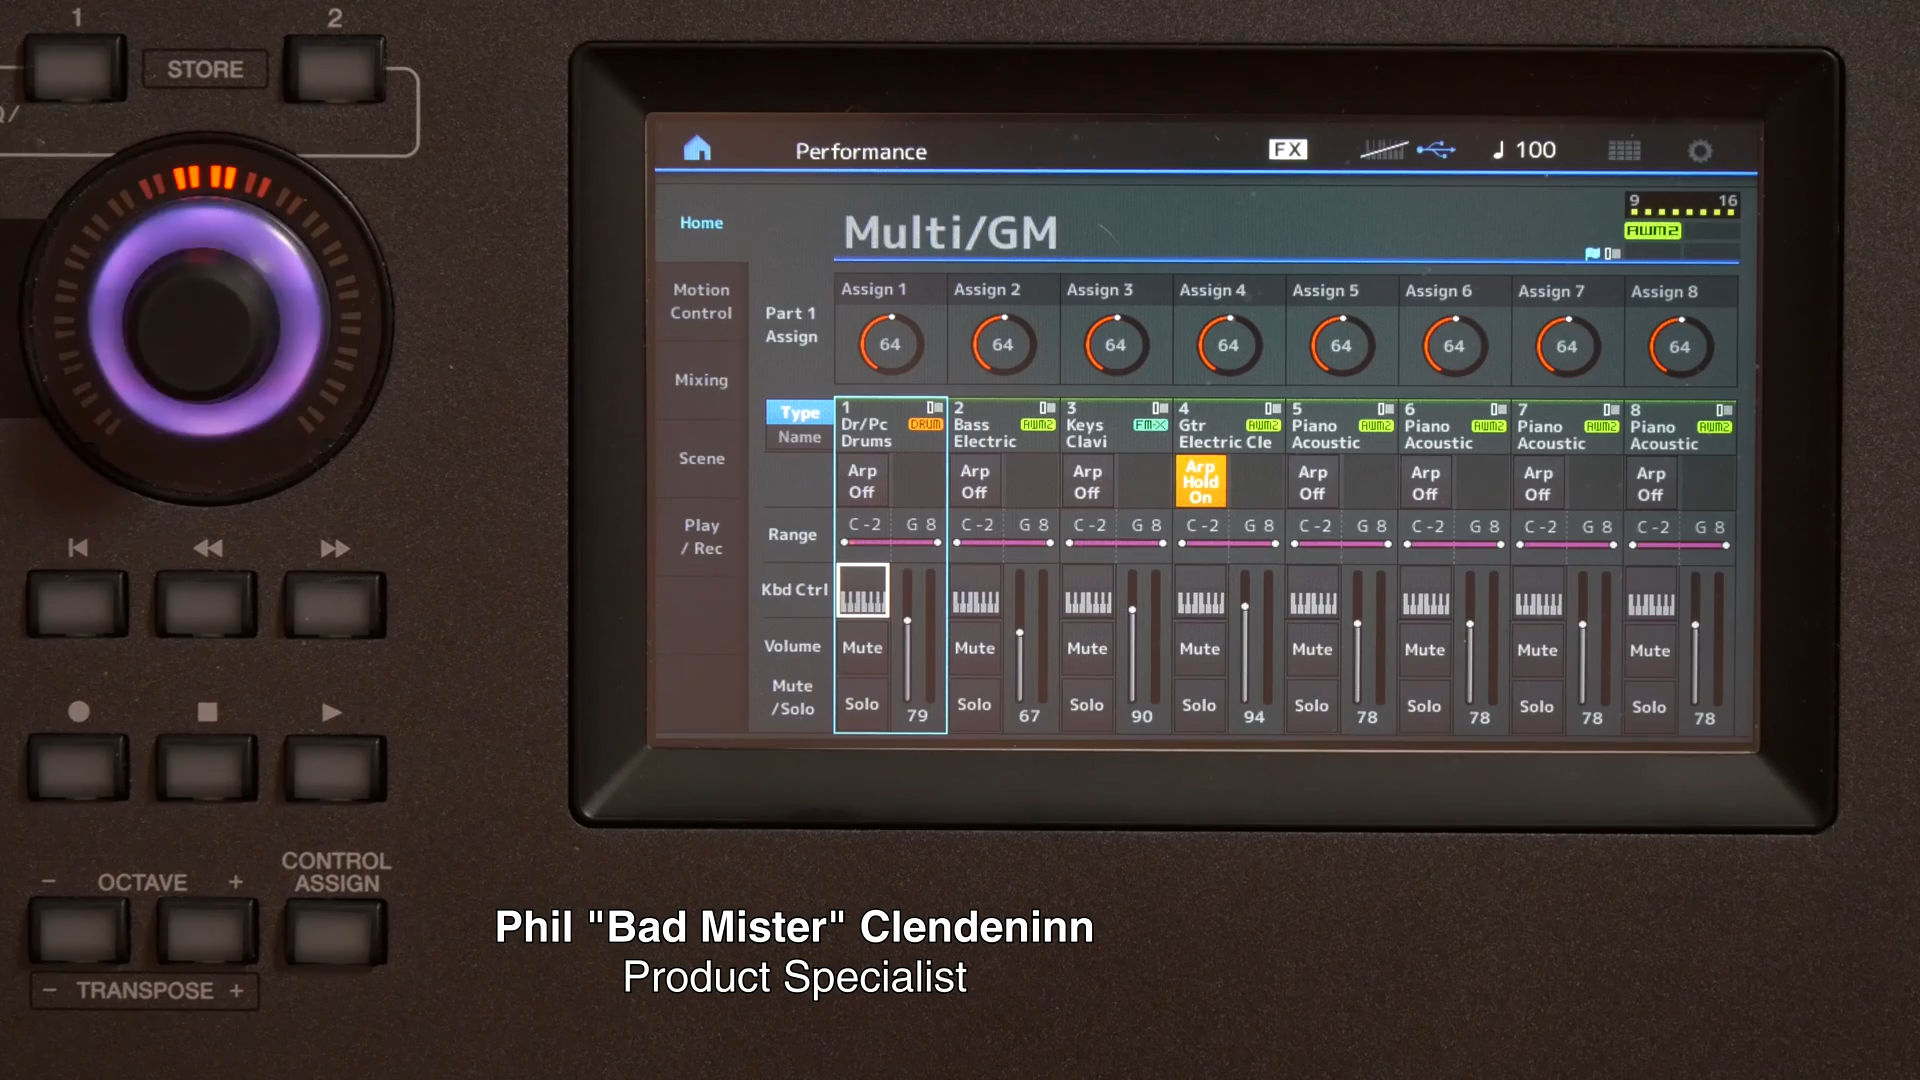 1
2
STORE
Q/
Performance
FX
♩ 100
Home
Multi/GM
9 16
AWM2
Motion
Control
Mixing
Scene
Play
/ Rec
Part 1
Assign
Assign 1 Assign 2 Assign 3 Assign 4 Assign 5 Assign 6 Assign 7 Assign 8
64 64 64 64 64 64 64 64
Type
Name
1 2 3 4 5 6 7 8
Dr/Pc DRUM Bass AWM2 Keys FM-X Gtr AWM2 Piano AWM2 Piano AWM2 Piano AWM2 Piano AWM2
Drums Electric Clavi Electric Cle Acoustic Acoustic Acoustic Acoustic
Arp Off Arp Off Arp Off Arp Hold On Arp Off Arp Off Arp Off Arp Off
Range
C -2 G 8 C -2 G 8 C -2 G 8 C -2 G 8 C -2 G 8 C -2 G 8 C -2 G 8 C -2 G 8
Kbd Ctrl
Volume
Mute Mute Mute Mute Mute Mute Mute Mute
Mute
/Solo
Solo Solo Solo Solo Solo Solo Solo Solo
79 67 90 94 78 78 78 78
− OCTAVE +
CONTROL
ASSIGN
− TRANSPOSE +
Phil "Bad Mister" Clendeninn
Product Specialist